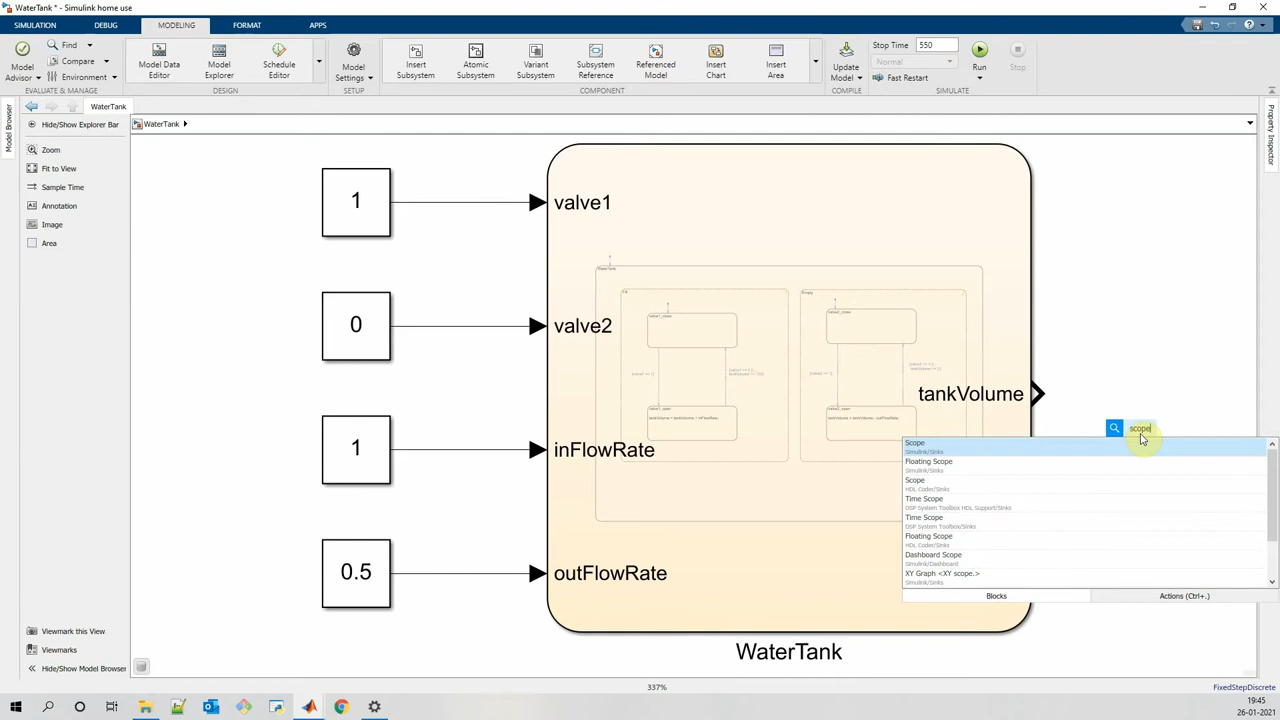 WaterTank * - Simulink home use
SIMULATION
DEBUG
MODELING
FORMAT
APPS
Find
Compare
Environment
Model Advisor
EVALUATE & MANAGE
Model Data Editor
Model Explorer
Schedule Editor
DESIGN
Model Settings
SETUP
Insert Subsystem
Atomic Subsystem
Variant Subsystem
Subsystem Reference
Referenced Model
Insert Chart
Insert Area
COMPONENT
Update Model
COMPILE
Stop Time 550
Normal
Fast Restart
Run
Stop
SIMULATE
Model Browser
Property Inspector
WaterTank
Hide/Show Explorer Bar
WaterTank
Zoom
Fit to View
Sample Time
Annotation
Image
Area
1
valve1
0
valve2
1
inFlowRate
0.5
outFlowRate
tankVolume
WaterTank
scope
Scope
Simulink/Sinks
Floating Scope
Simulink/Sinks
Scope
HDL Coder/Sinks
Time Scope
DSP System Toolbox HDL Support/Sinks
Time Scope
DSP System Toolbox/Sinks
Floating Scope
HDL Coder/Sinks
Dashboard Scope
Simulink/Dashboard
XY Graph <XY scope.>
Simulink/Sinks
Blocks
Actions (Ctrl+.)
Viewmark this View
Viewmarks
Hide/Show Model Browser
337%
FixedStepDiscrete
19:45
26-01-2021